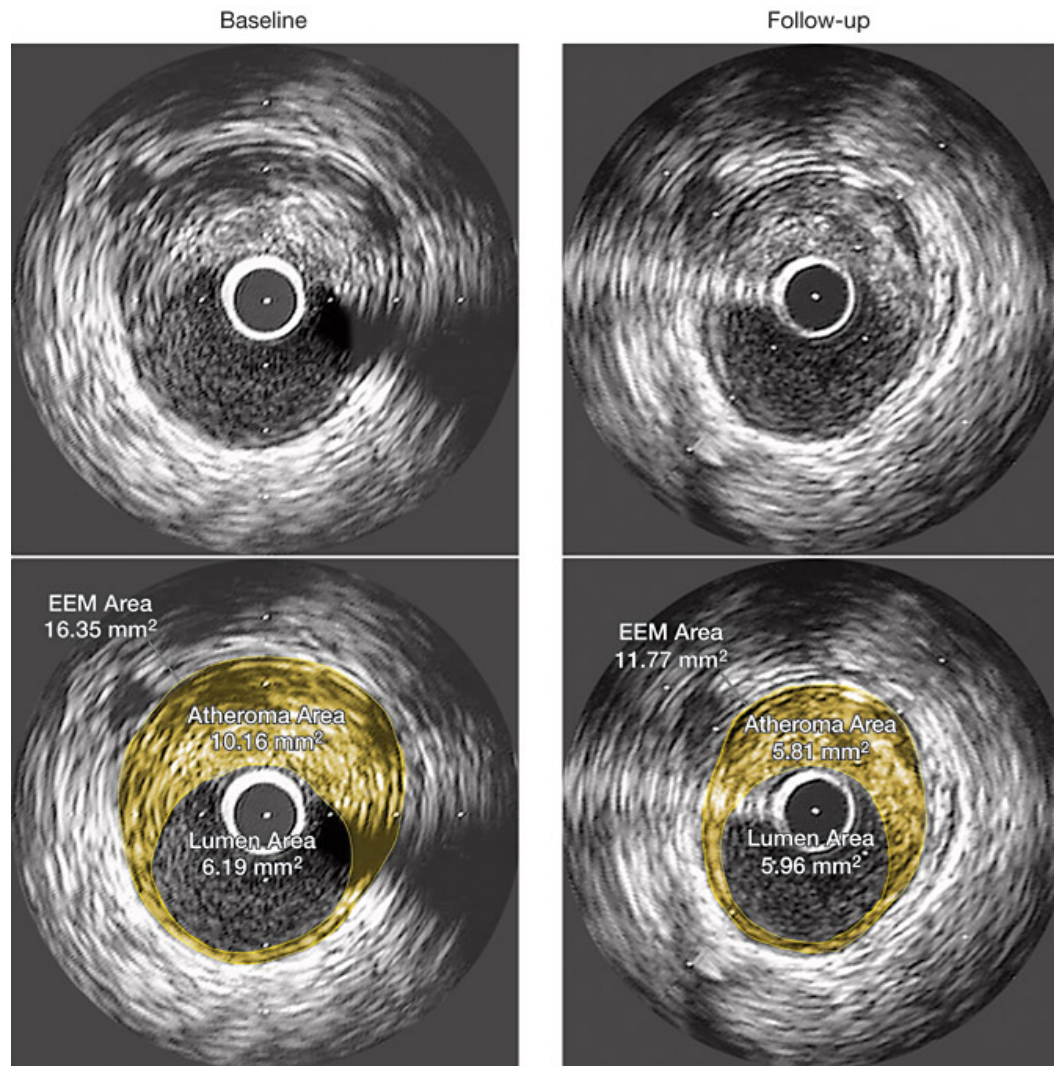 Baseline
Follow-up
EEM Area
16.35 mm²
Atheroma Area
10.16 mm²
Lumen Area
6.19 mm²
EEM Area
11.77 mm²
Atheroma Area
5.81 mm²
Lumen Area
5.96 mm²